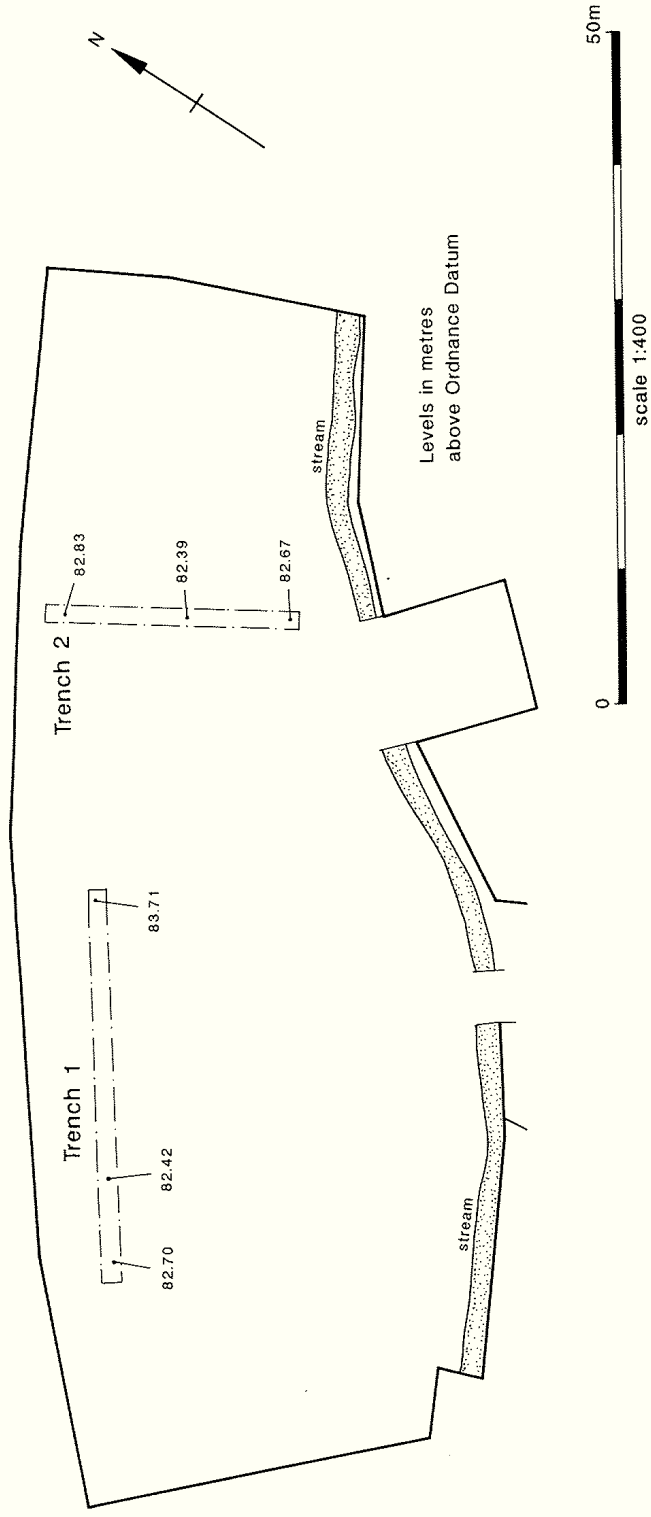 N
Trench 1
82.70
82.42
83.71
Trench 2
82.83
82.39
82.67
stream
stream
Levels in metres
above Ordnance Datum
0
50m
scale 1:400